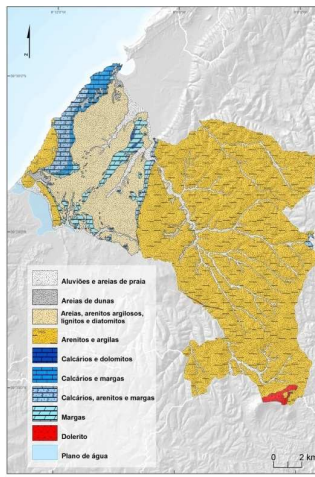 Aluviões e areias de praia
Areias de dunas
Areias, arenitos argilosos,
lignitos e diatomitos
Arenitos e argilas
Calcários e dolomitos
Calcários e margas
Calcários, arenitos e margas
Margas
Dolerito
Plano de água
0 2 km